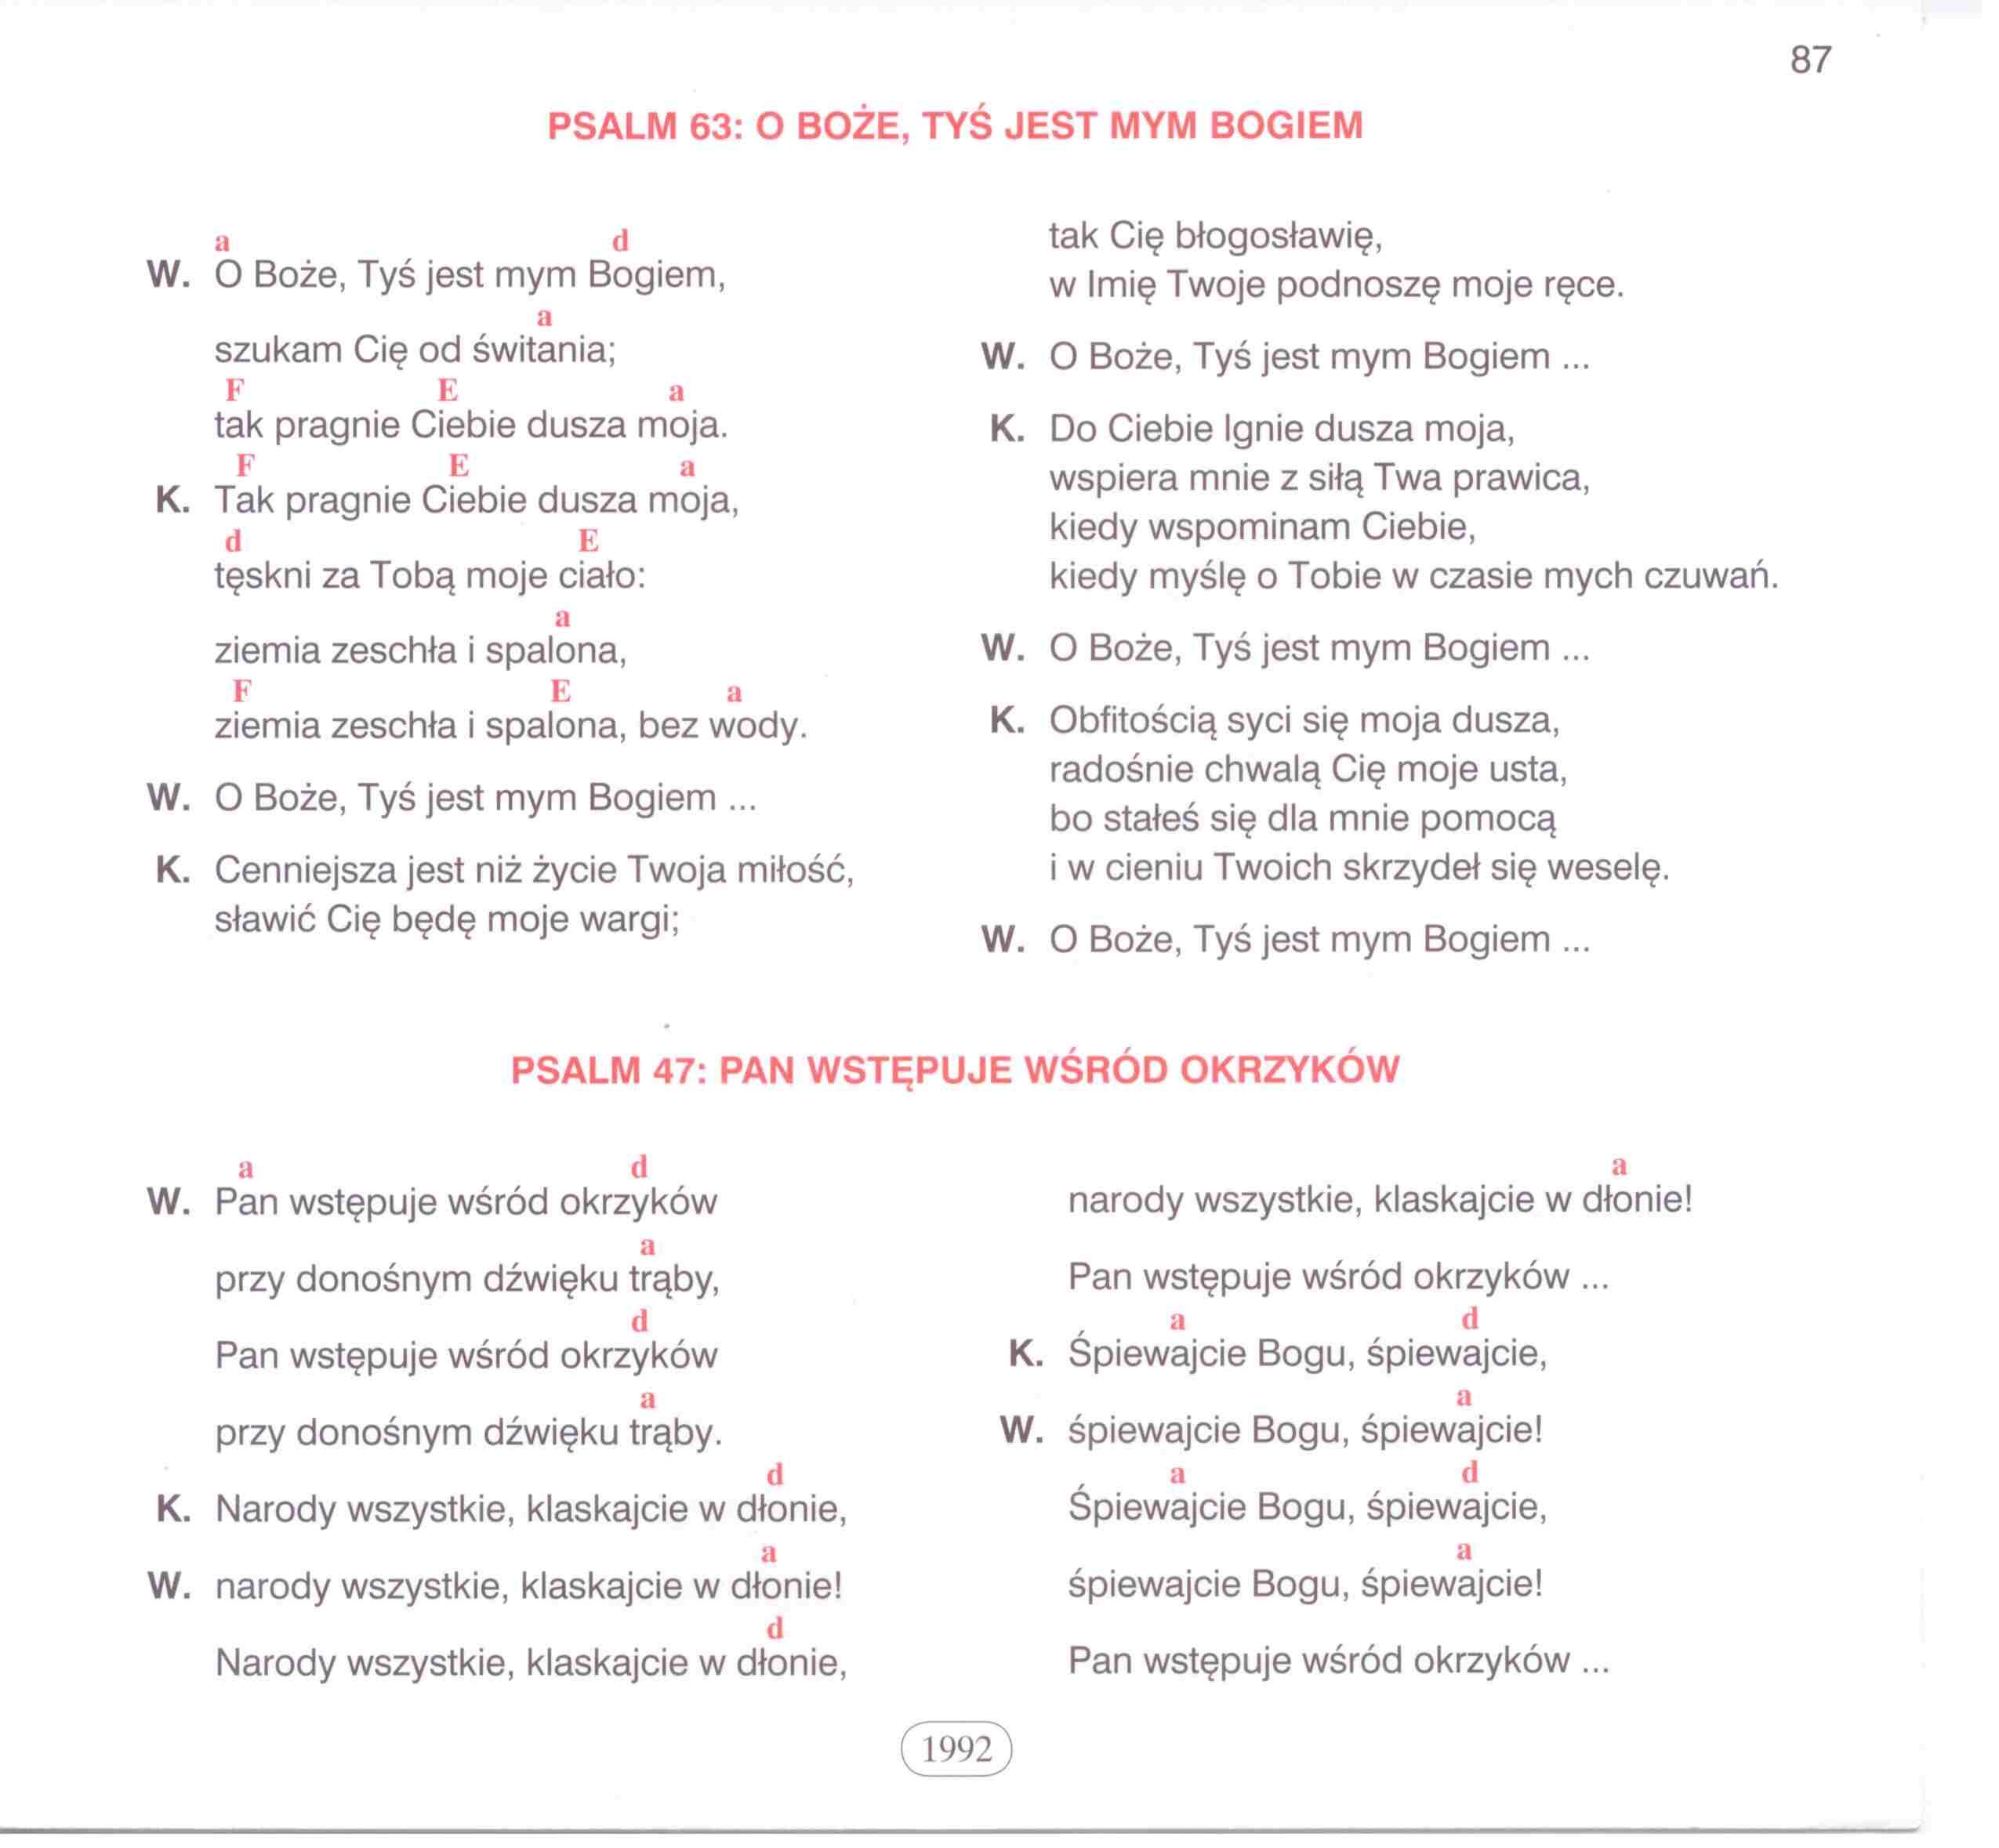 87
PSALM 63: O BOŻE, TYŚ JEST MYM BOGIEM
a d
W. O Boże, Tyś jest mym Bogiem,
a
szukam Cię od świtania;
F E a
tak pragnie Ciebie dusza moja.
F E a
K. Tak pragnie Ciebie dusza moja,
d E
tęskni za Tobą moje ciało:
a
ziemia zeschła i spalona,
F E a
ziemia zeschła i spalona, bez wody.
W. O Boże, Tyś jest mym Bogiem ...
K. Cenniejsza jest niż życie Twoja miłość,
sławić Cię będę moje wargi;
tak Cię błogosławię,
w Imię Twoje podnoszę moje ręce.
W. O Boże, Tyś jest mym Bogiem ...
K. Do Ciebie lgnie dusza moja,
wspiera mnie z siłą Twa prawica,
kiedy wspominam Ciebie,
kiedy myślę o Tobie w czasie mych czuwań.
W. O Boże, Tyś jest mym Bogiem ...
K. Obfitością syci się moja dusza,
radośnie chwalą Cię moje usta,
bo stałeś się dla mnie pomocą
i w cieniu Twoich skrzydeł się weselę.
W. O Boże, Tyś jest mym Bogiem ...
PSALM 47: PAN WSTĘPUJE WŚRÓD OKRZYKÓW
a d
W. Pan wstępuje wśród okrzyków
a
przy donośnym dźwięku trąby,
d
Pan wstępuje wśród okrzyków
a
przy donośnym dźwięku trąby.
d
K. Narody wszystkie, klaskajcie w dłonie,
a
W. narody wszystkie, klaskajcie w dłonie!
d
Narody wszystkie, klaskajcie w dłonie,
a
narody wszystkie, klaskajcie w dłonie!
Pan wstępuje wśród okrzyków ...
a d
K. Śpiewajcie Bogu, śpiewajcie,
a
W. śpiewajcie Bogu, śpiewajcie!
a d
Śpiewajcie Bogu, śpiewajcie,
a
śpiewajcie Bogu, śpiewajcie!
Pan wstępuje wśród okrzyków ...
1992